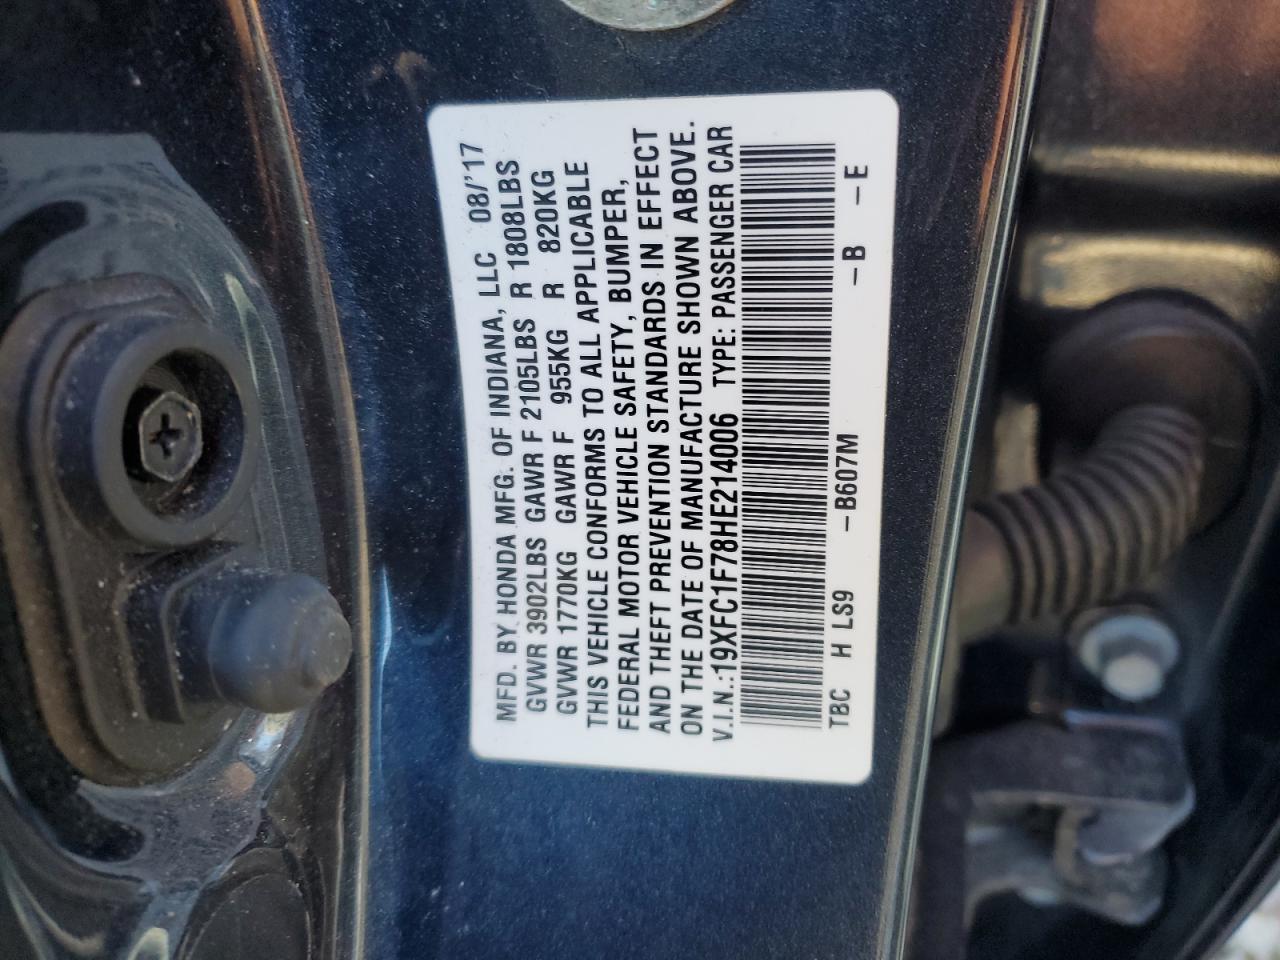 MFD. BY HONDA MFG. OF INDIANA, LLC 08/'17
GVWR 3902LBS GAWR F 2105LBS R 1808LBS
GVWR 1770KG GAWR F 955KG R 820KG
THIS VEHICLE CONFORMS TO ALL APPLICABLE
FEDERAL MOTOR VEHICLE SAFETY, BUMPER,
AND THEFT PREVENTION STANDARDS IN EFFECT
ON THE DATE OF MANUFACTURE SHOWN ABOVE.
V.I.N.:19XFC1F78HE214006 TYPE: PASSENGER CAR
TBC H LS9 -B607M -B -E